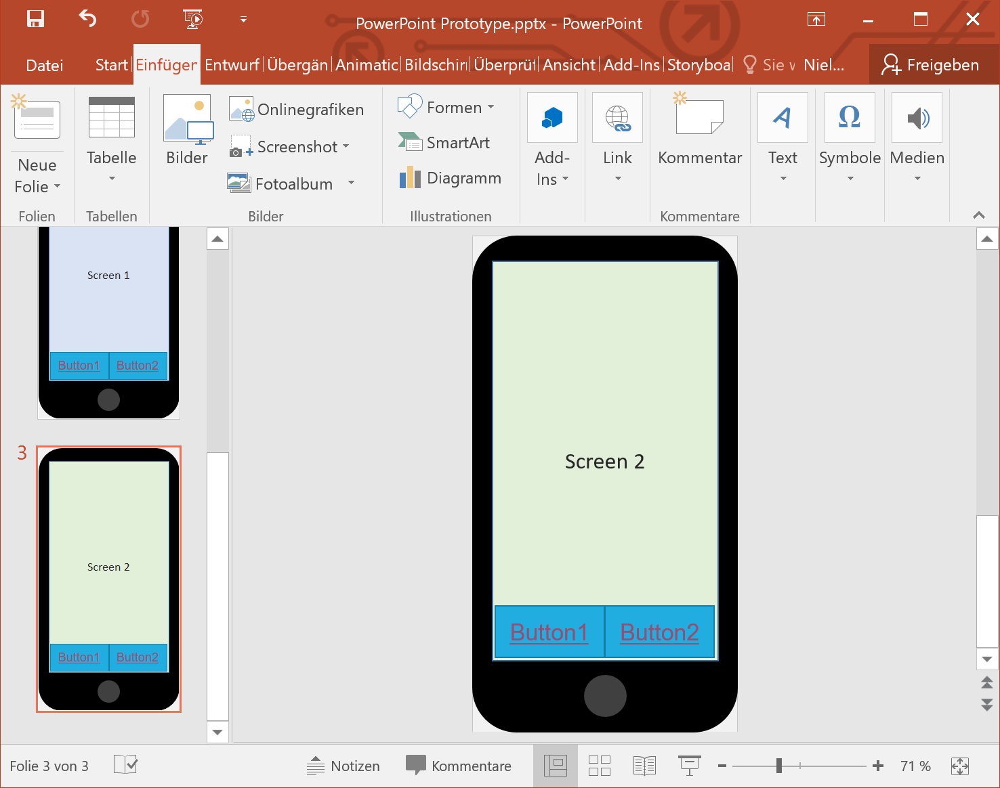 PowerPoint Prototype.pptx - PowerPoint
Datei Start Einfüger Entwurf Übergän Animatic Bildschirı Überprüf Ansicht Add-Ins Storyboa Sie v Niel... Freigeben
Neue
Folie
Folien
Tabelle
Tabellen
Bilder
Onlinegrafiken
Screenshot
Fotoalbum
Bilder
Formen
SmartArt
Diagramm
Illustrationen
Add-
Ins
Link
Kommentar
Kommentare
Text
Symbole
Medien
Screen 1
Button1 Button2
3
Screen 2
Button1 Button2
Screen 2
Button1 Button2
Folie 3 von 3 Notizen Kommentare 71 %